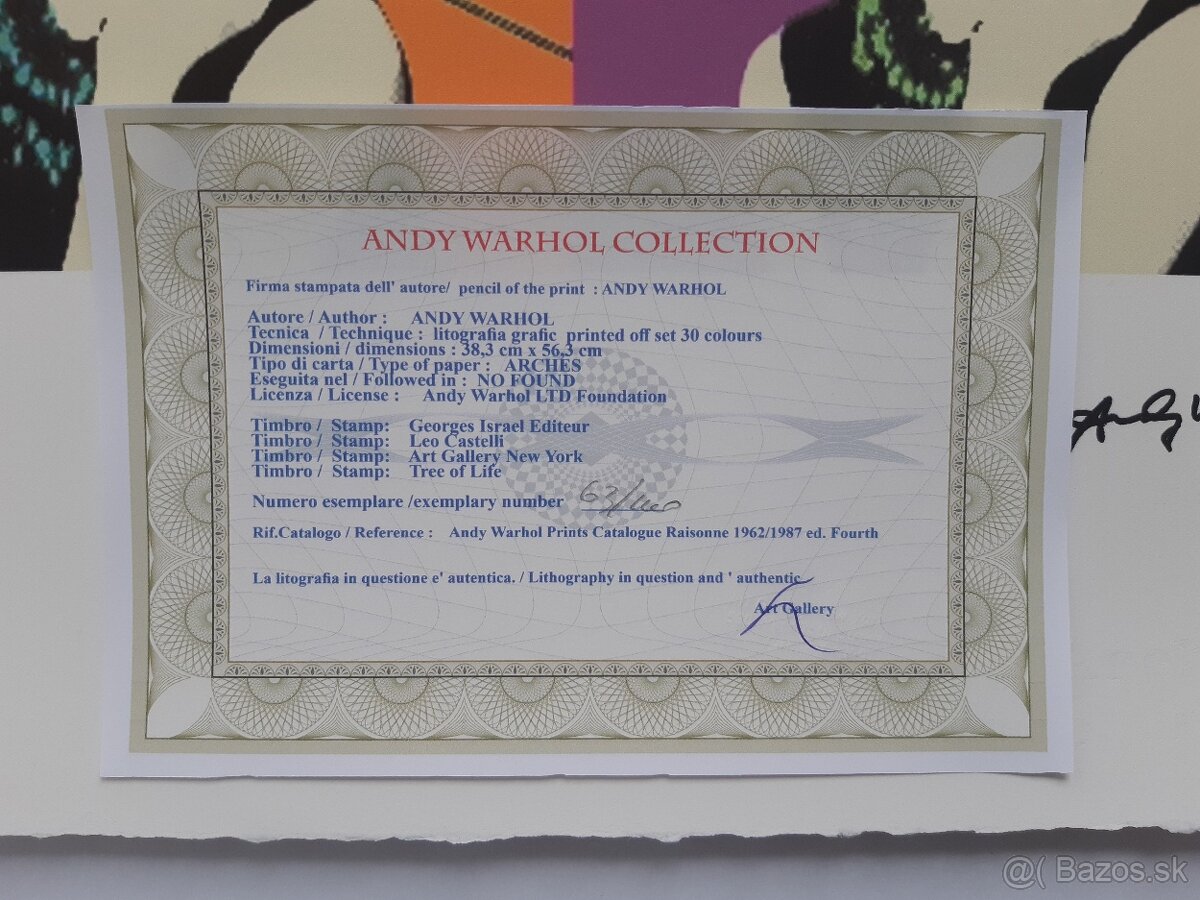 ANDY WARHOL COLLECTION
Firma stampata dell' autore/ pencil of the print : ANDY WARHOL
Autore / Author : ANDY WARHOL
Tecnica / Technique : litografia grafic printed off set 30 colours
Dimensioni / dimensions : 38,3 cm x 56,3 cm
Tipo di carta / Type of paper : ARCHES
Eseguita nel / Followed in : NO FOUND
Licenza / License : Andy Warhol LTD Foundation
Timbro / Stamp: Georges Israel Editeur
Timbro / Stamp: Leo Castelli
Timbro / Stamp: Art Gallery New York
Timbro / Stamp: Tree of Life
Numero esemplare /exemplary number 63/100
Rif.Catalogo / Reference : Andy Warhol Prints Catalogue Raisonne 1962/1987 ed. Fourth
La litografia in questione e' autentica. / Lithography in question and ' authentic
Art Gallery
Andy
@( Bazos.sk